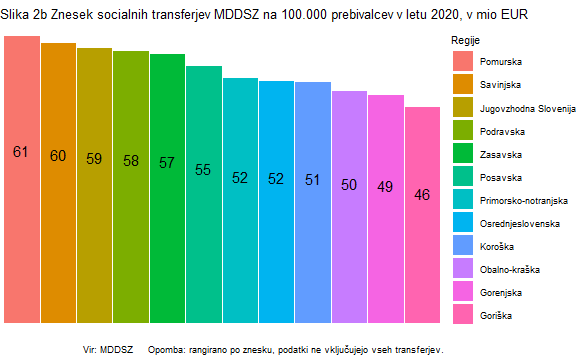 Slika 2b Znesek socialnih transferjev MDDSZ na 100.000 prebivalcev v letu 2020, v mio EUR
Regije
Pomurska
Savinjska
Jugovzhodna Slovenija
Podravska
Zasavska
Posavska
Primorsko-notranjska
Osrednjeslovenska
Koroška
Obalno-kraška
Gorenjska
Goriška
61
60
59
58
57
55
52
52
51
50
49
46
Vir: MDDSZ Opomba: rangirano po znesku, podatki ne vključujejo vseh transferjev.